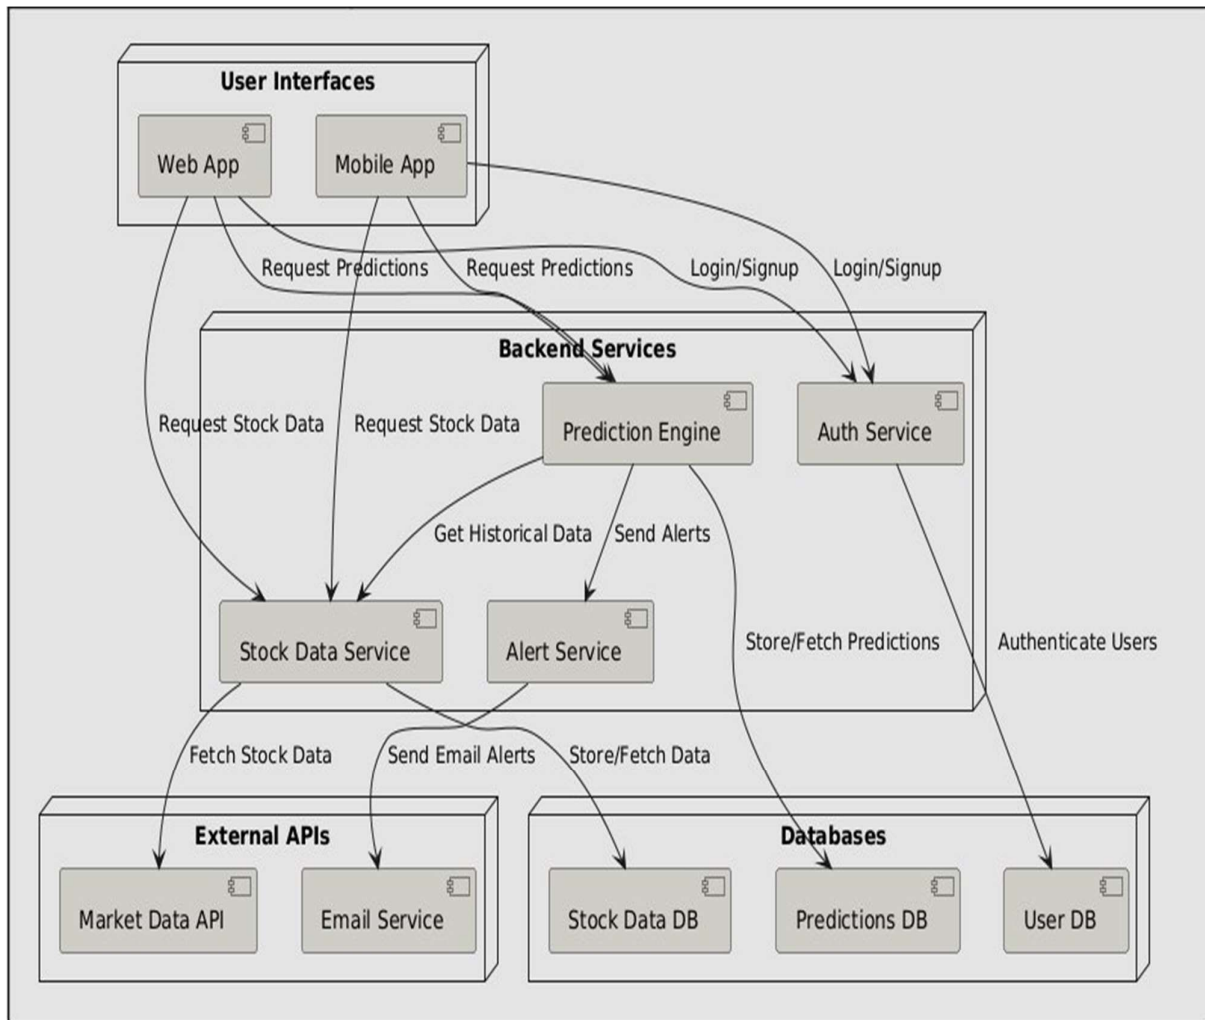 User Interfaces
Web App
Mobile App
Request Predictions
Request Predictions
Login/Signup
Login/Signup
Backend Services
Request Stock Data
Request Stock Data
Prediction Engine
Auth Service
Get Historical Data
Send Alerts
Stock Data Service
Alert Service
Store/Fetch Predictions
Authenticate Users
Fetch Stock Data
Send Email Alerts
Store/Fetch Data
External APIs
Databases
Market Data API
Email Service
Stock Data DB
Predictions DB
User DB